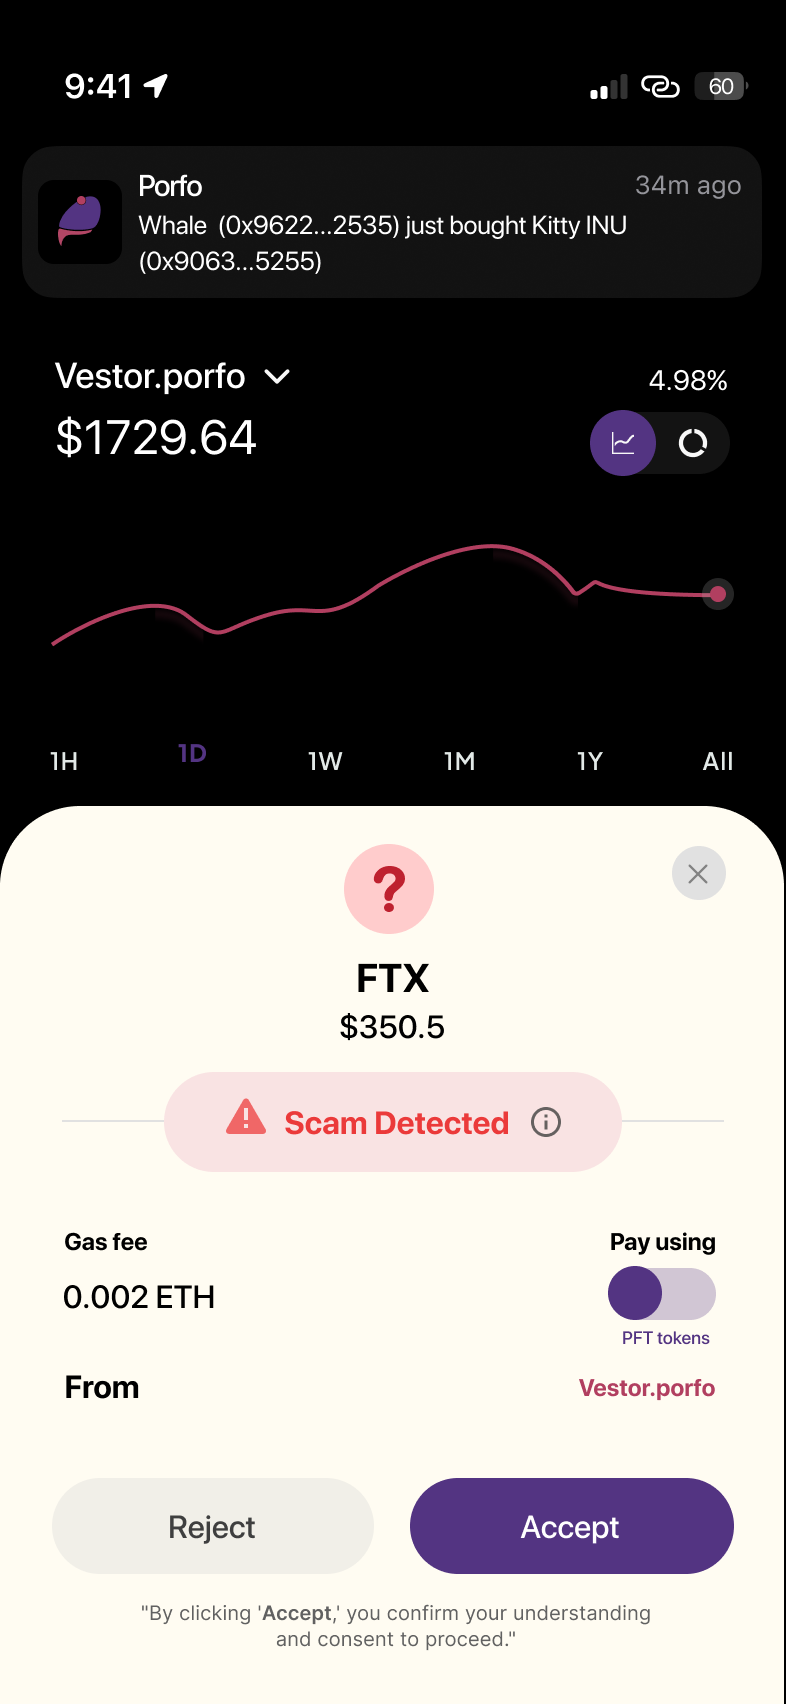 9:41
60
Porfo
34m ago
Whale (0x9622...2535) just bought Kitty INU
(0x9063...5255)
Vestor.porfo
4.98%
$1729.64
1H
1D
1W
1M
1Y
All
?
FTX
$350.5
Scam Detected
Gas fee
Pay using
0.002 ETH
PFT tokens
From
Vestor.porfo
Reject
Accept
"By clicking 'Accept,' you confirm your understanding
and consent to proceed."